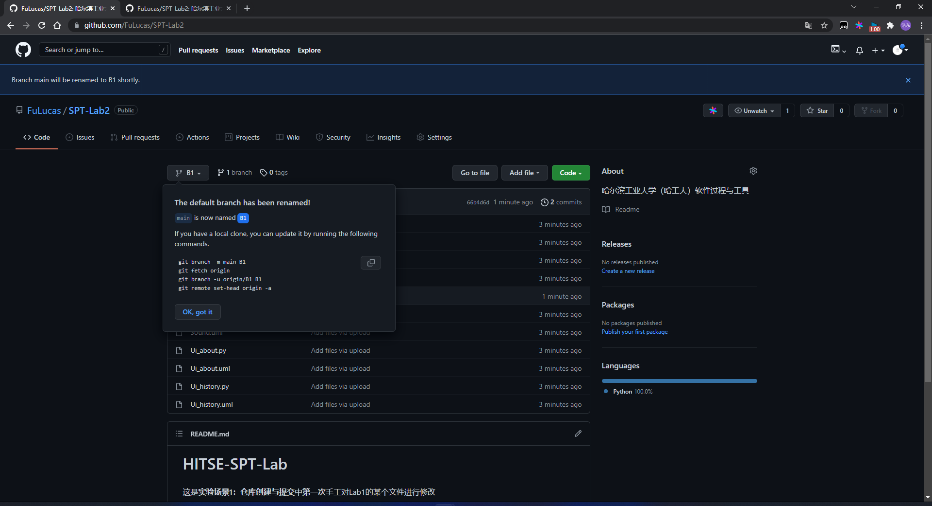 FuLucas/SPT-Lab2: 哈尔滨工业
FuLucas/SPT-Lab2: 哈尔滨工业
github.com/FuLucas/SPT-Lab2
1.00
Search or jump to...
/
Pull requests
Issues
Marketplace
Explore
Branch main will be renamed to B1 shortly.
FuLucas / SPT-Lab2
Public
Unwatch
1
Star
0
Fork
0
Code
Issues
Pull requests
Actions
Projects
Wiki
Security
Insights
Settings
B1
1 branch
0 tags
Go to file
Add file
Code
1 minute ago
2 commits
The default branch has been renamed!
main is now named B1
If you have a local clone, you can update it by running the following
commands.
git branch -m main B1
git fetch origin
git branch -u origin/B1 B1
git remote set-head origin -a
OK, got it
3 minutes ago
3 minutes ago
3 minutes ago
3 minutes ago
1 minute ago
3 minutes ago
Add files via upload
3 minutes ago
Ui_about.py
Add files via upload
3 minutes ago
Ui_about.uml
Add files via upload
3 minutes ago
Ui_history.py
Add files via upload
3 minutes ago
Ui_history.uml
Add files via upload
3 minutes ago
README.md
HITSE-SPT-Lab
这是实验场景1：仓库创建与提交中第一次手工对Lab1的某个文件进行修改
About
哈尔滨工业大学（哈工大）软件过程与工具
Readme
Releases
No releases published
Create a new release
Packages
No packages published
Publish your first package
Languages
Python 100.0%